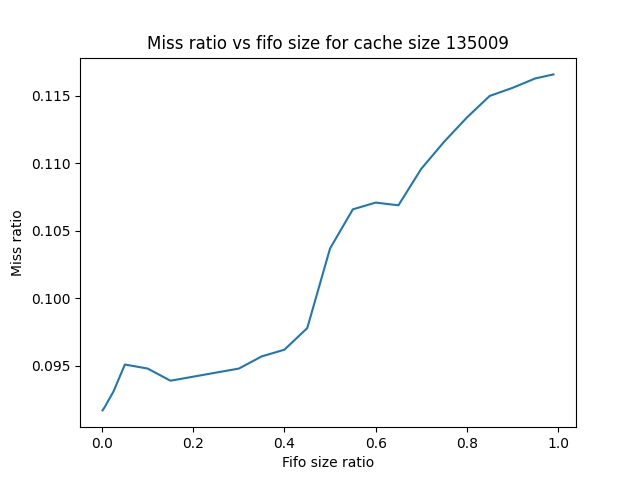 Miss ratio vs fifo size for cache size 135009
0.115
0.110
0.105
0.100
0.095
Miss ratio
0.0 0.2 0.4 0.6 0.8 1.0
Fifo size ratio